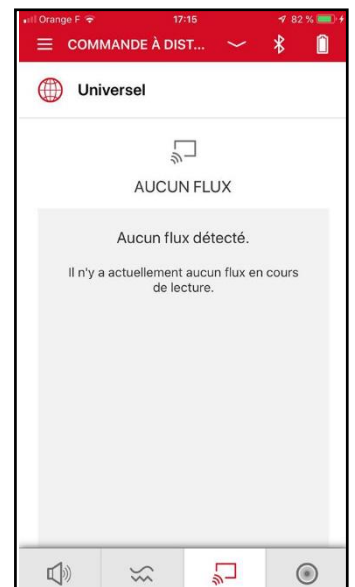 Orange F 17:15 82 %
COMMANDE À DIST...
Universel
AUCUN FLUX
Aucun flux détecté.
Il n'y a actuellement aucun flux en cours
de lecture.